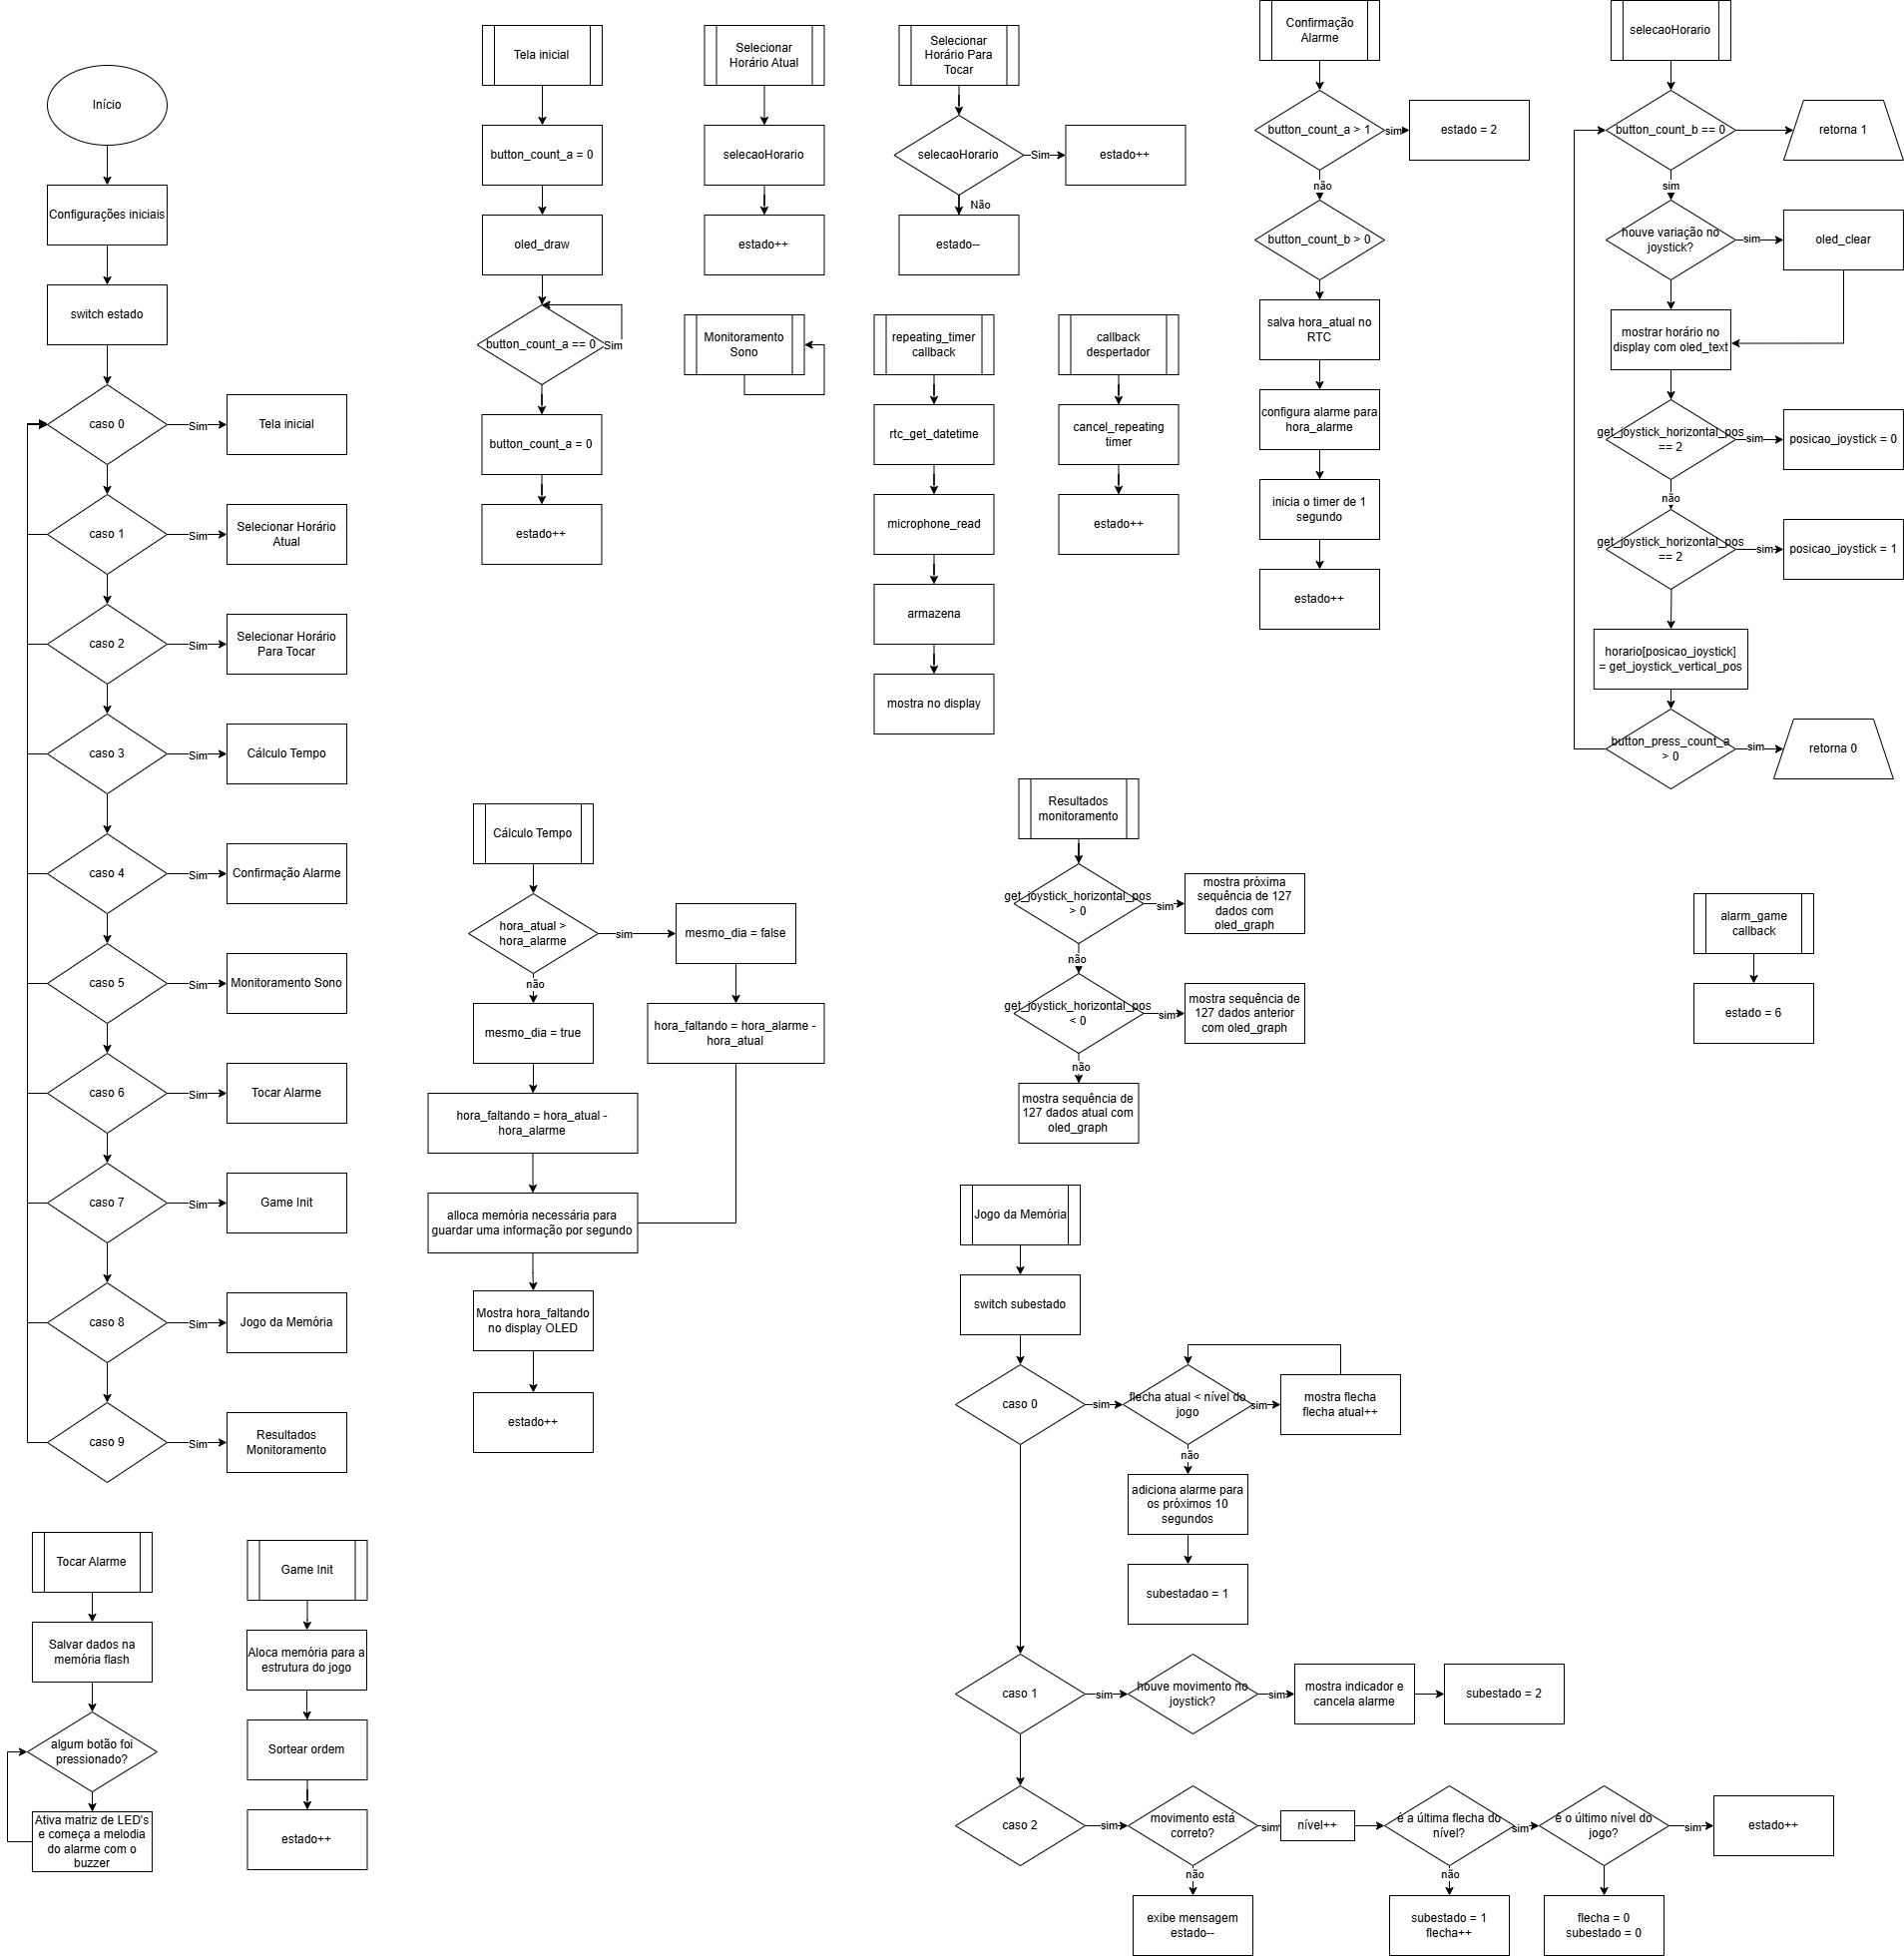 Início
Configurações iniciais
switch estado
caso 0
Sim
Tela inicial
caso 1
Sim
Selecionar Horário
Atual
caso 2
Sim
Selecionar Horário
Para Tocar
caso 3
Sim
Cálculo Tempo
caso 4
Sim
Confirmação Alarme
caso 5
Sim
Monitoramento Sono
caso 6
Sim
Tocar Alarme
caso 7
Sim
Game Init
caso 8
Sim
Jogo da Memória
caso 9
Sim
Resultados
Monitoramento
Tela inicial
button_count_a = 0
oled_draw
button_count_a == 0
Sim
button_count_a = 0
estado++
Selecionar
Horário Atual
selecaoHorario
estado++
Selecionar
Horário Para
Tocar
selecaoHorario
Sim
estado++
Não
estado--
Monitoramento
Sono
repeating_timer
callback
rtc_get_datetime
microphone_read
armazena
mostra no display
callback
despertador
cancel_repeating
timer
estado++
Confirmação
Alarme
button_count_a > 1
sim
estado = 2
não
button_count_b > 0
salva hora_atual no
RTC
configura alarme para
hora_alarme
inicia o timer de 1
segundo
estado++
selecaoHorario
button_count_b == 0
retorna 1
sim
houve variação no
joystick?
sim
oled_clear
mostrar horário no
display com oled_text
get_joystick_horizontal_pos
== 2
sim
posicao_joystick = 0
não
get_joystick_horizontal_pos
== 2
sim
posicao_joystick = 1
horario[posicao_joystick]
= get_joystick_vertical_pos
button_press_count_a
> 0
sim
retorna 0
Cálculo Tempo
hora_atual >
hora_alarme
sim
mesmo_dia = false
não
mesmo_dia = true
hora_faltando = hora_alarme -
hora_atual
hora_faltando = hora_atual -
hora_alarme
alloca memória necessária para
guardar uma informação por segundo
Mostra hora_faltando
no display OLED
estado++
Resultados
monitoramento
get_joystick_horizontal_pos
> 0
sim
mostra próxima
sequência de 127
dados com
oled_graph
não
get_joystick_horizontal_pos
< 0
sim
mostra sequência de
127 dados anterior
com oled_graph
não
mostra sequência de
127 dados atual com
oled_graph
alarm_game
callback
estado = 6
Jogo da Memória
switch subestado
caso 0
sim
flecha atual < nível do
jogo
sim
mostra flecha
flecha atual++
não
adiciona alarme para
os próximos 10
segundos
subestadao = 1
caso 1
sim
houve movimento no
joystick?
sim
mostra indicador e
cancela alarme
subestado = 2
caso 2
sim
movimento está
correto?
sim
nível++
é a última flecha do
nível?
sim
é o último nível do
jogo?
sim
estado++
não
exibe mensagem
estado--
não
subestado = 1
flecha++
flecha = 0
subestado = 0
Tocar Alarme
Salvar dados na
memória flash
algum botão foi
pressionado?
Ativa matriz de LED's
e começa a melodia
do alarme com o
buzzer
Game Init
Aloca memória para a
estrutura do jogo
Sortear ordem
estado++